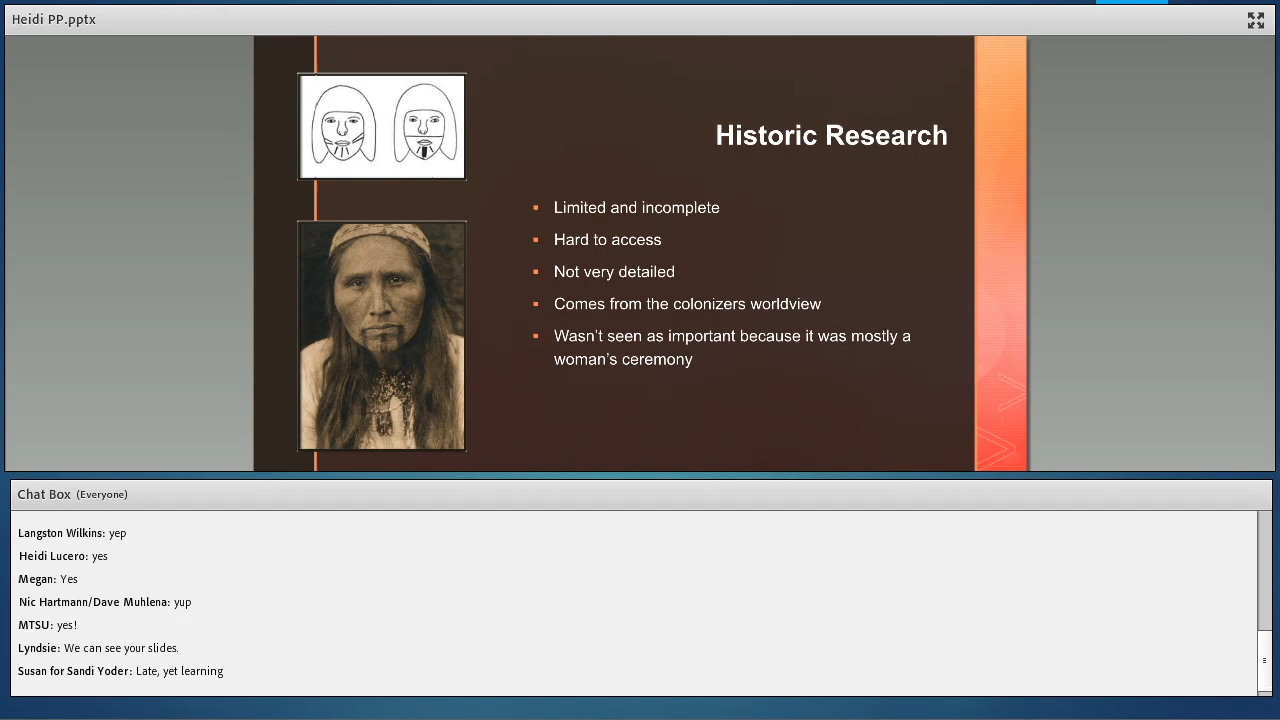 Heidi PP.pptx
Historic Research
Limited and incomplete
Hard to access
Not very detailed
Comes from the colonizers worldview
Wasn’t seen as important because it was mostly a
woman’s ceremony
Chat Box (Everyone)
Langston Wilkins: yep
Heidi Lucero: yes
Megan: Yes
Nic Hartmann/Dave Muhlena: yup
MTSU: yes!
Lyndsie: We can see your slides.
Susan for Sandi Yoder: Late, yet learning